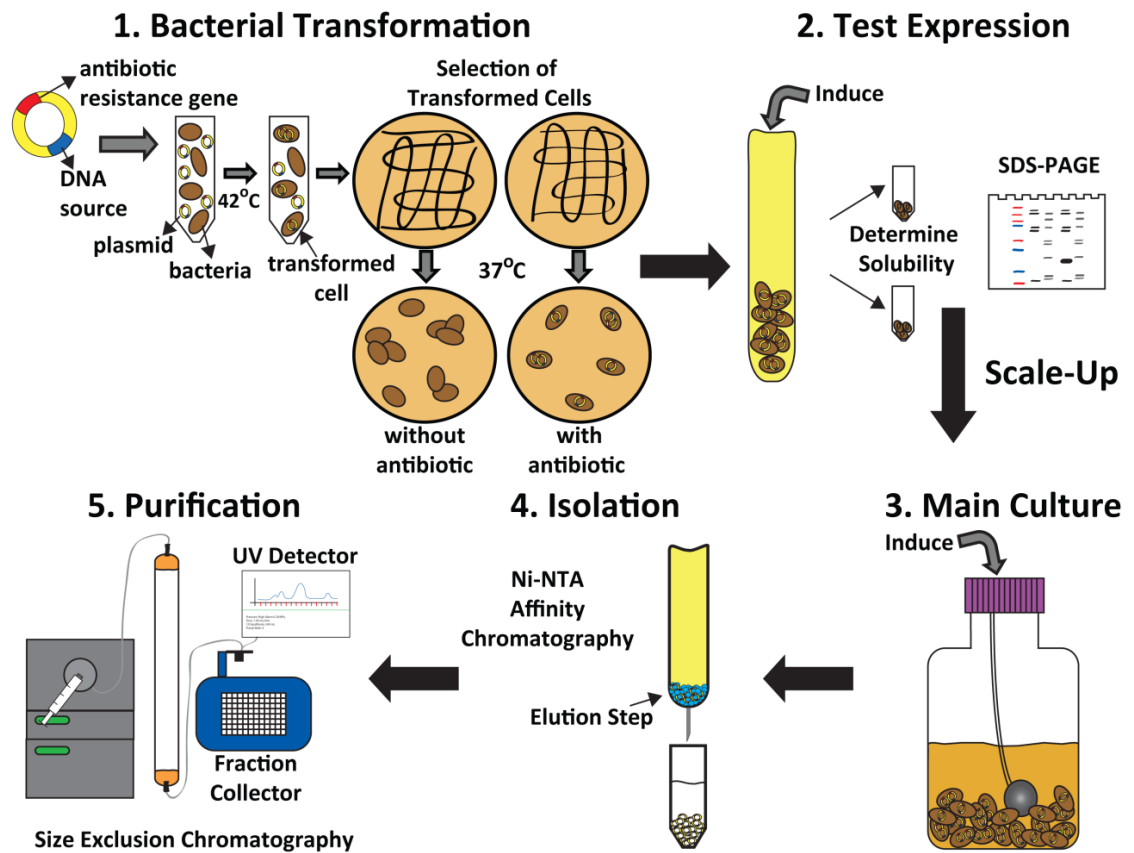 1. Bacterial Transformation
antibiotic
resistance gene
DNA
source
plasmid
bacteria
42°C
transformed
cell
Selection of
Transformed Cells
37°C
without
antibiotic
with
antibiotic
2. Test Expression
Induce
Determine
Solubility
SDS-PAGE
Scale-Up
3. Main Culture
Induce
4. Isolation
Ni-NTA
Affinity
Chromatography
Elution Step
5. Purification
UV Detector
Fraction
Collector
Size Exclusion Chromatography